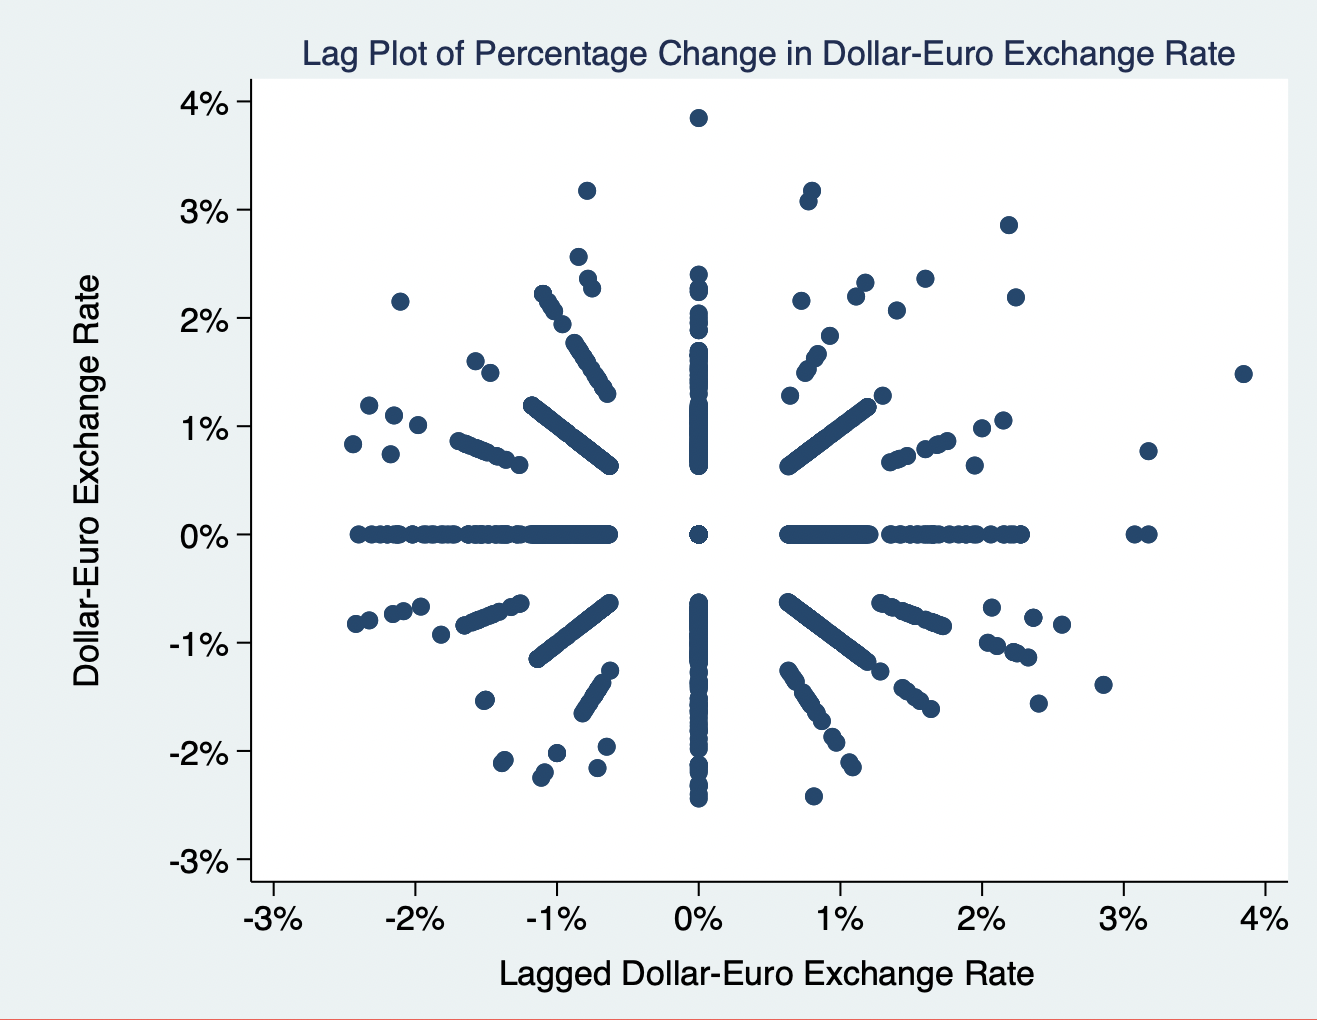 Lag Plot of Percentage Change in Dollar-Euro Exchange Rate
4%
3%
2%
1%
0%
-1%
-2%
-3%
Dollar-Euro Exchange Rate
-3% -2% -1% 0% 1% 2% 3% 4%
Lagged Dollar-Euro Exchange Rate